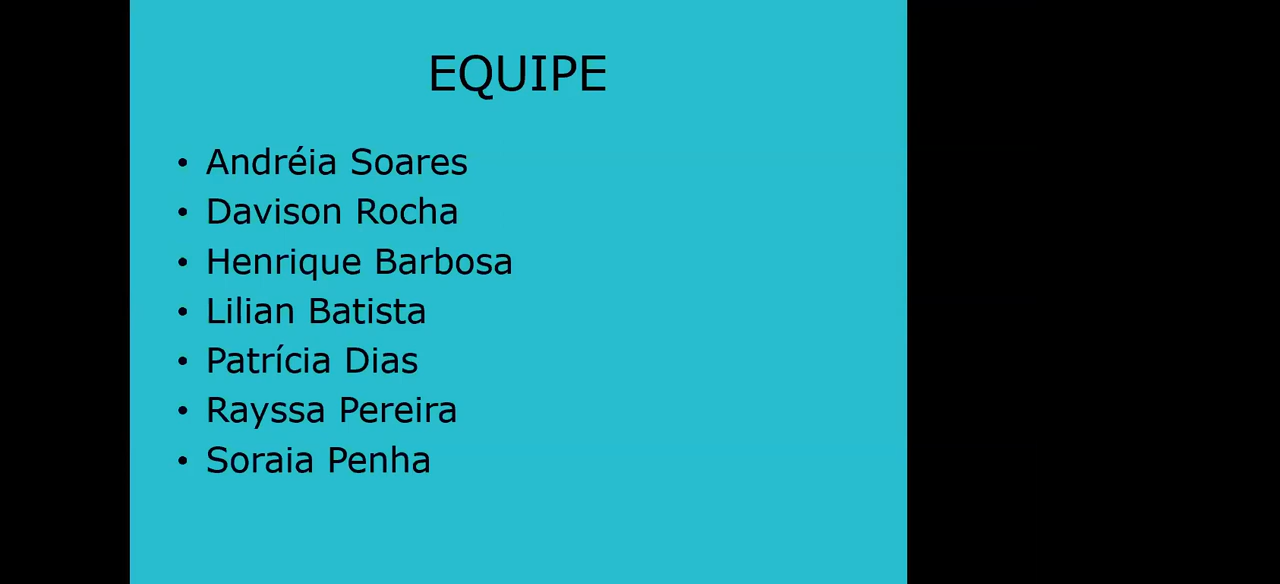 EQUIPE
• Andréia Soares
• Davison Rocha
• Henrique Barbosa
• Lilian Batista
• Patrícia Dias
• Rayssa Pereira
• Soraia Penha